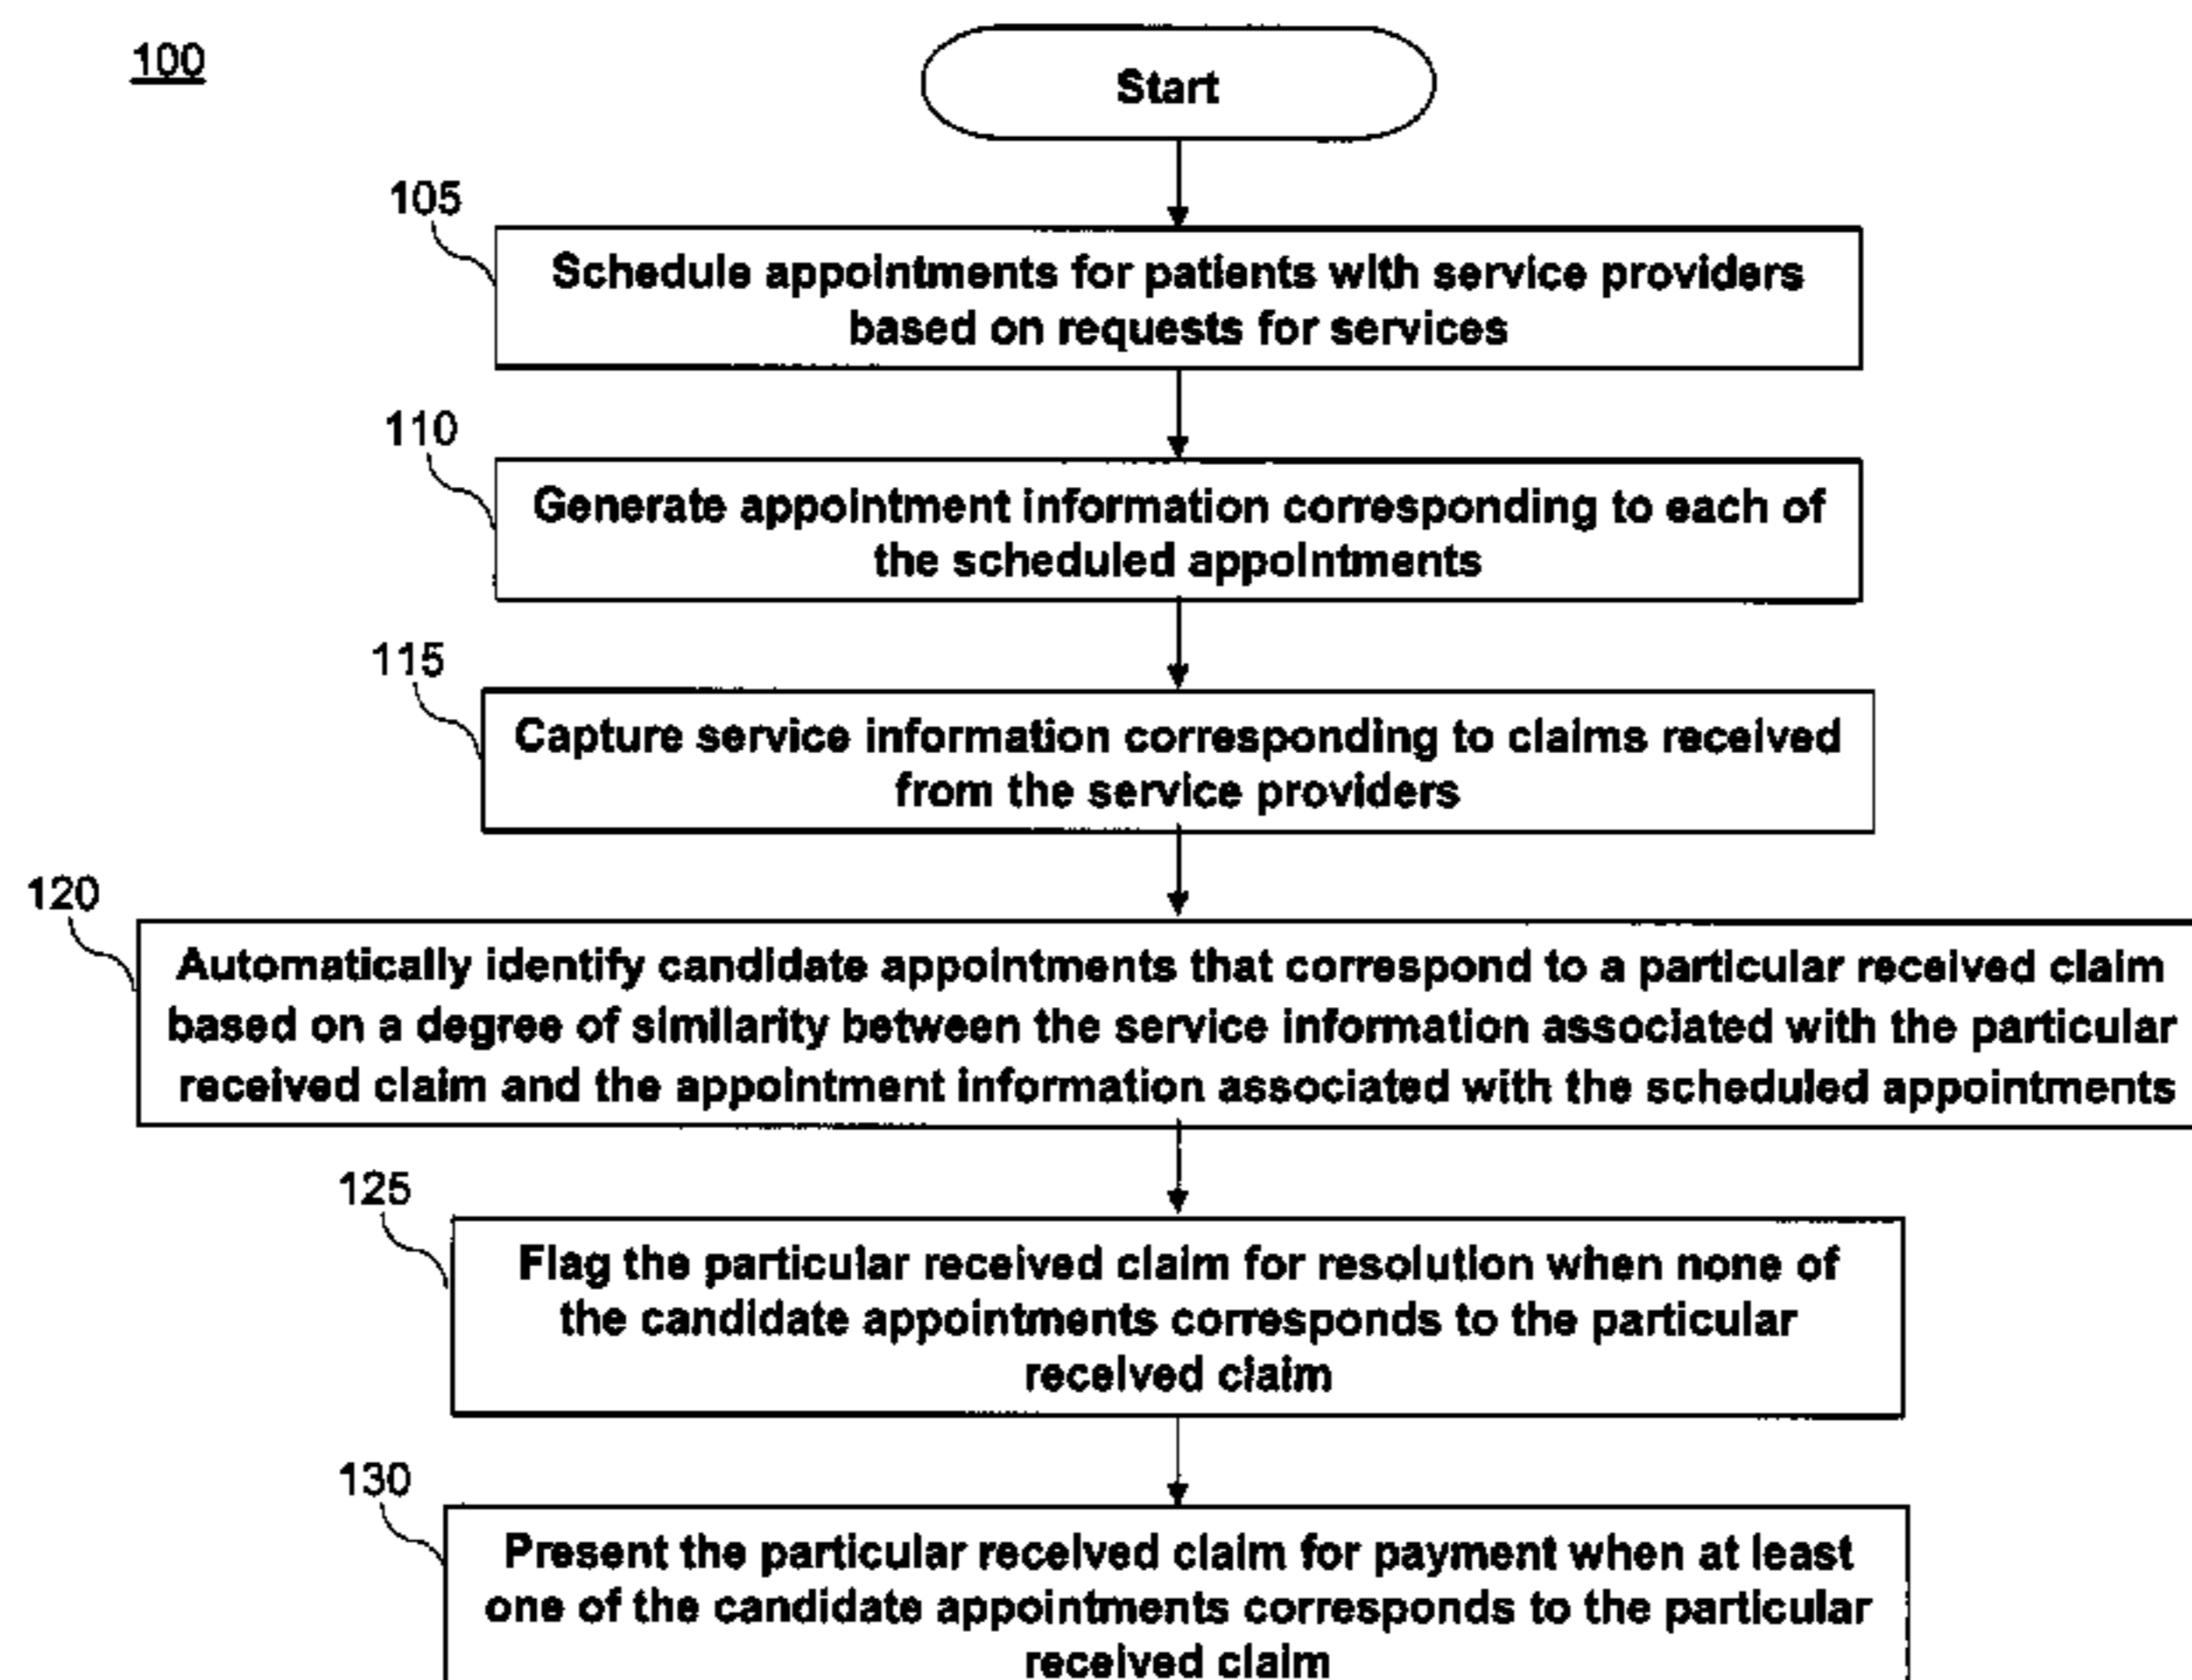 100
Start
105
Schedule appointments for patients with service providers
based on requests for services
110
Generate appointment information corresponding to each of
the scheduled appointments
115
Capture service information corresponding to claims received
from the service providers
120
Automatically identify candidate appointments that correspond to a particular received claim
based on a degree of similarity between the service information associated with the particular
received claim and the appointment information associated with the scheduled appointments
125
Flag the particular received claim for resolution when none of
the candidate appointments corresponds to the particular
received claim
130
Present the particular received claim for payment when at least
one of the candidate appointments corresponds to the particular
received claim